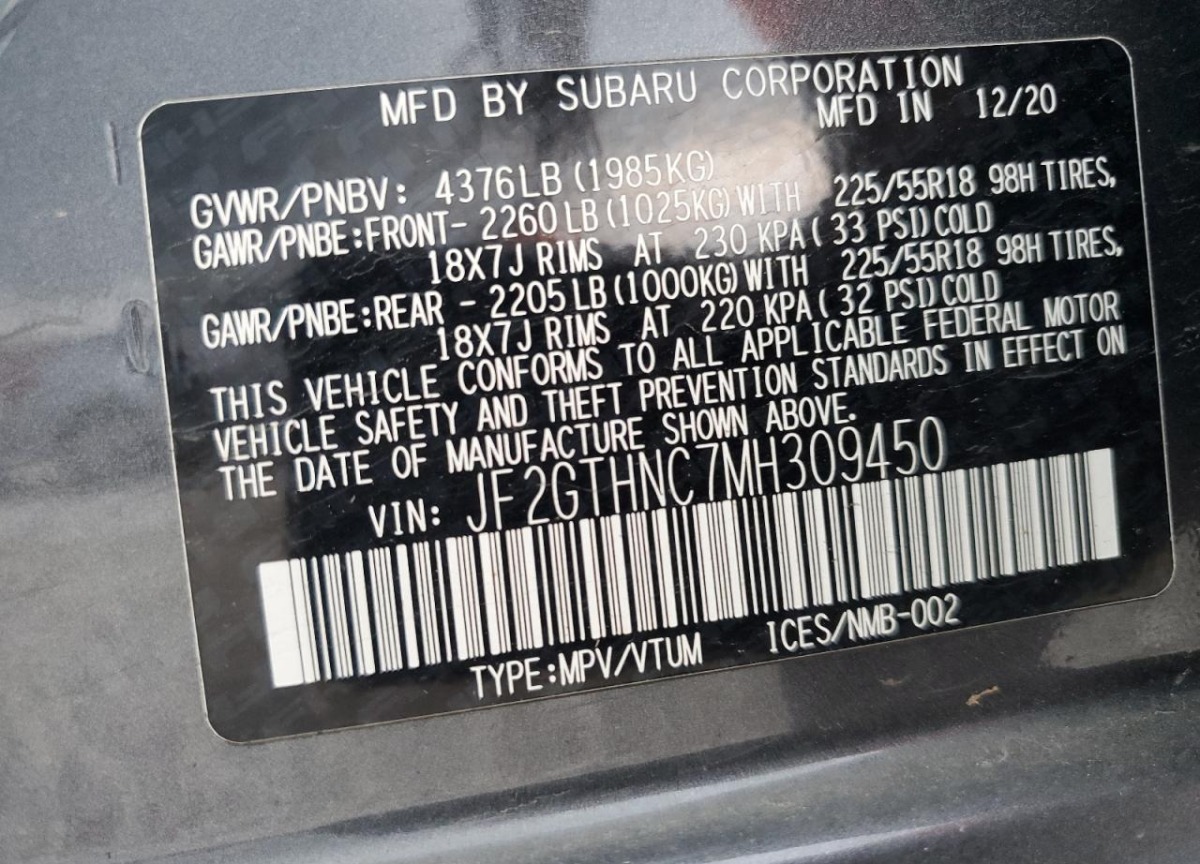 MFD BY SUBARU CORPORATION
MFD IN 12/20
GVWR/PNBV: 4376LB (1985KG)
GAWR/PNBE:FRONT- 2260 LB (1025KG) WITH 225/55R18 98H TIRES,
18X7J RIMS AT 230 KPA ( 33 PSI) COLD
GAWR/PNBE:REAR - 2205 LB (1000KG) WITH 225/55R18 98H TIRES,
18X7J RIMS AT 220 KPA ( 32 PSI) COLD
THIS VEHICLE CONFORMS TO ALL APPLICABLE FEDERAL MOTOR
VEHICLE SAFETY AND THEFT PREVENTION STANDARDS IN EFFECT ON
THE DATE OF MANUFACTURE SHOWN ABOVE.
VIN: JF2GTHNC7MH309450
TYPE:MPV/VTUM ICES/NMB-002